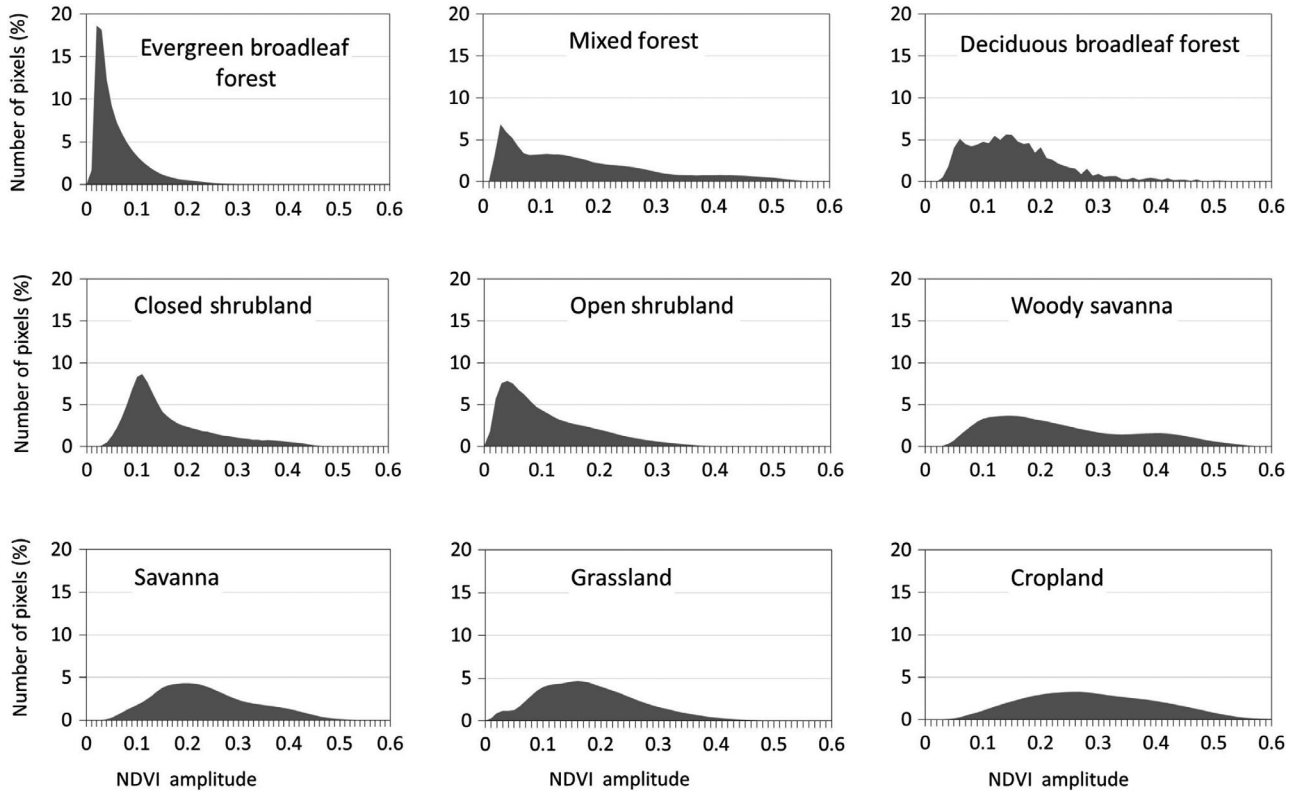 Number of pixels (%)
20
15
10
5
0
Evergreen broadleaf
forest
0 0.1 0.2 0.3 0.4 0.5 0.6
20
15
10
5
0
Mixed forest
0 0.1 0.2 0.3 0.4 0.5 0.6
20
15
10
5
0
Deciduous broadleaf forest
0 0.1 0.2 0.3 0.4 0.5 0.6
Number of pixels (%)
20
15
10
5
0
Closed shrubland
0 0.1 0.2 0.3 0.4 0.5 0.6
20
15
10
5
0
Open shrubland
0 0.1 0.2 0.3 0.4 0.5 0.6
20
15
10
5
0
Woody savanna
0 0.1 0.2 0.3 0.4 0.5 0.6
Number of pixels (%)
20
15
10
5
0
Savanna
0 0.1 0.2 0.3 0.4 0.5 0.6
NDVI amplitude
20
15
10
5
0
Grassland
0 0.1 0.2 0.3 0.4 0.5 0.6
NDVI amplitude
20
15
10
5
0
Cropland
0 0.1 0.2 0.3 0.4 0.5 0.6
NDVI amplitude